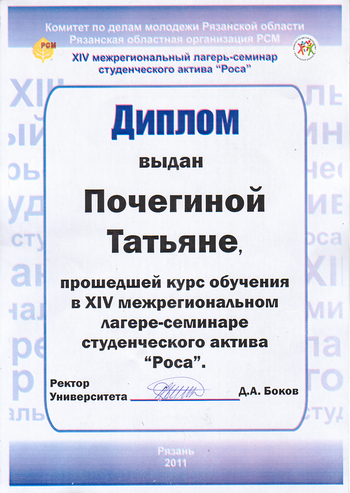 Комитет по делам молодежи Рязанской области
Рязанская областная организация РСМ
РСМ
XIV межрегиональный лагерь-семинар
студенческого актива "Роса"
Диплом
выдан
Почегиной
Татьяне,
прошедшей курс обучения
в XIV межрегиональном
лагере-семинаре
студенческого актива
"Роса".
Ректор
Университета
Д.А. Боков
Рязань
2011